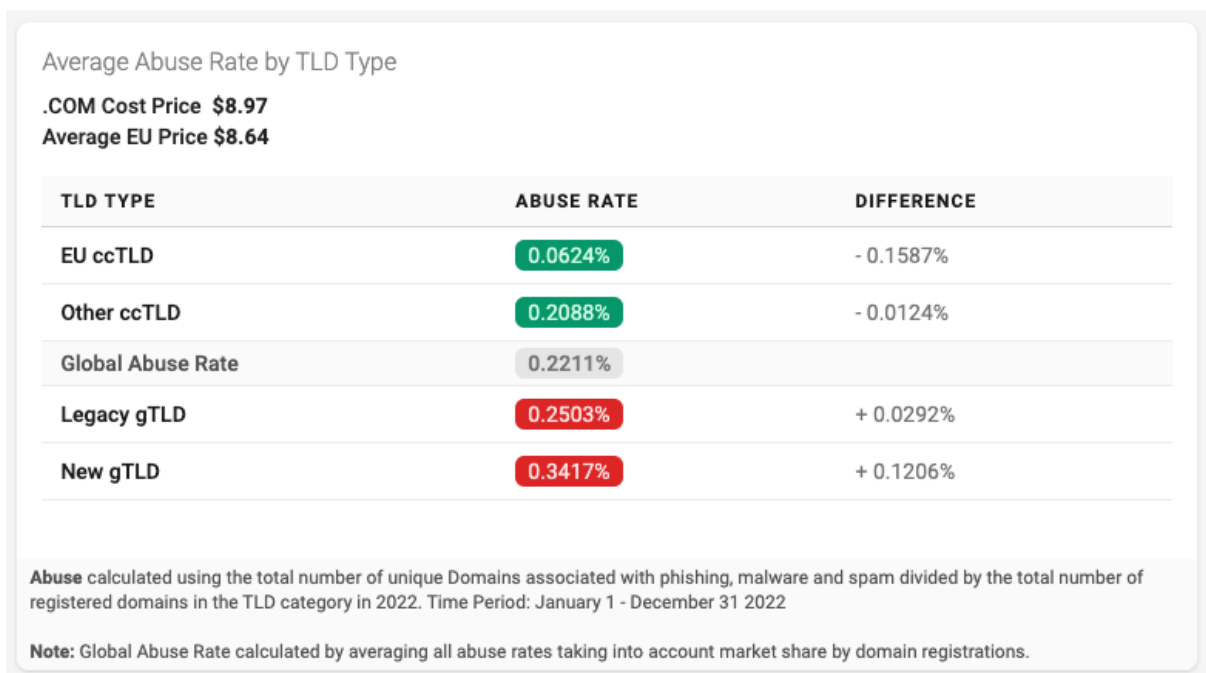 Average Abuse Rate by TLD Type
.COM Cost Price $8.97
Average EU Price $8.64
TLD TYPE ABUSE RATE DIFFERENCE
EU ccTLD 0.0624% - 0.1587%
Other ccTLD 0.2088% - 0.0124%
Global Abuse Rate 0.2211%
Legacy gTLD 0.2503% + 0.0292%
New gTLD 0.3417% + 0.1206%
Abuse calculated using the total number of unique Domains associated with phishing, malware and spam divided by the total number of
registered domains in the TLD category in 2022. Time Period: January 1 - December 31 2022
Note: Global Abuse Rate calculated by averaging all abuse rates taking into account market share by domain registrations.